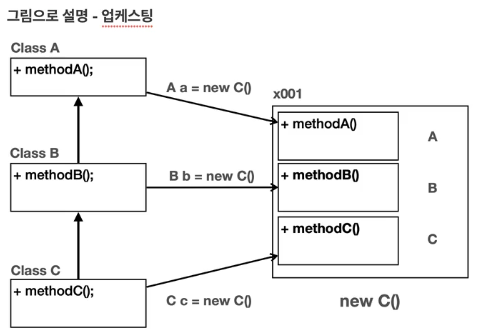 그림으로 설명 - 업케스팅
Class A
+ methodA();
A a = new C()
x001
+ methodA()
A
Class B
+ methodB();
B b = new C()
+ methodB()
B
+ methodC()
C
Class C
+ methodC();
C c = new C()
new C()